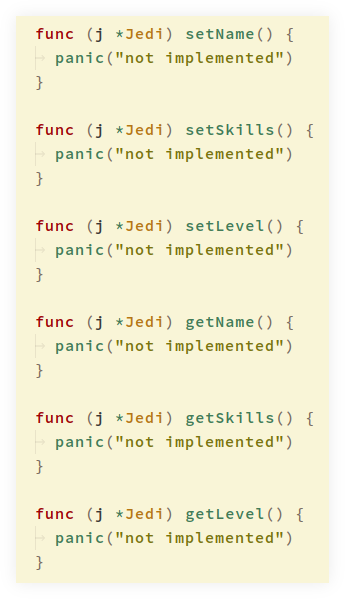 func (j *Jedi) setName() {
    panic("not implemented")
}

func (j *Jedi) setSkills() {
    panic("not implemented")
}

func (j *Jedi) setLevel() {
    panic("not implemented")
}

func (j *Jedi) getName() {
    panic("not implemented")
}

func (j *Jedi) getSkills() {
    panic("not implemented")
}

func (j *Jedi) getLevel() {
    panic("not implemented")
}